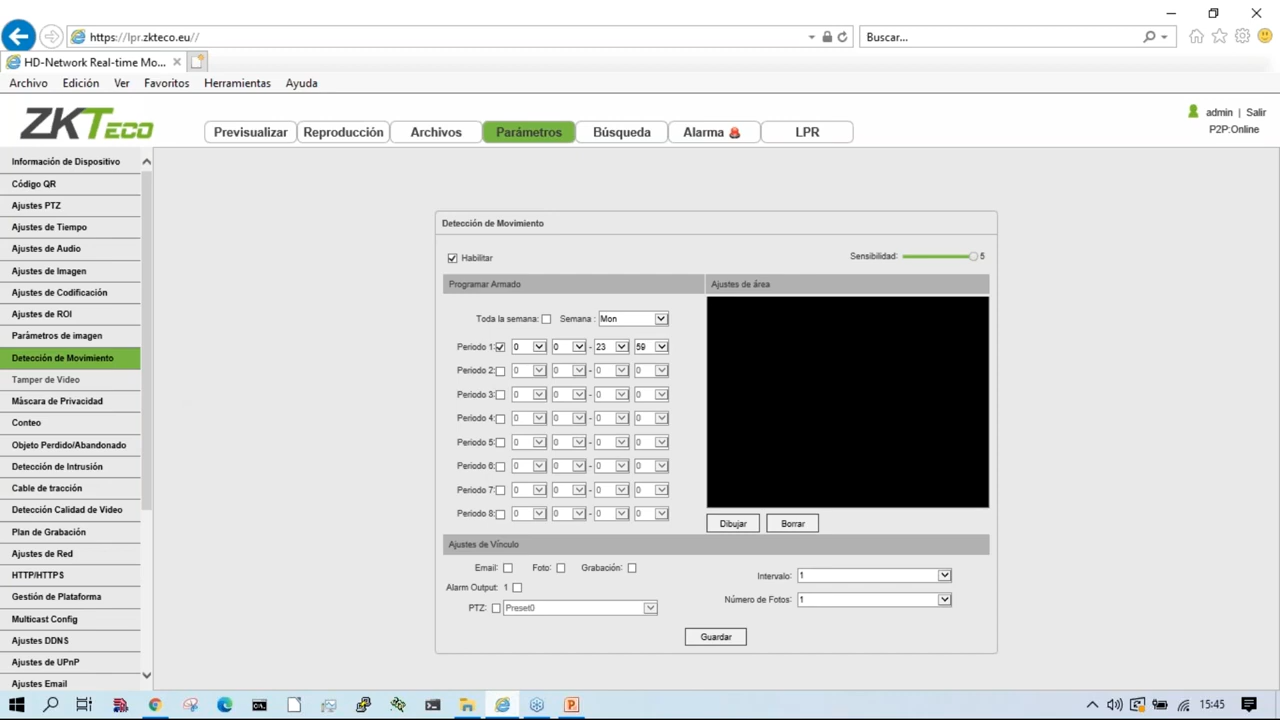 https://lpr.zkteco.eu//
Buscar...
HD-Network Real-time Mo...
Archivo Edición Ver Favoritos Herramientas Ayuda
ZKTECO
Previsualizar Reproducción Archivos Parámetros Búsqueda Alarma LPR
admin | Salir
P2P:Online
Información de Dispositivo
Código QR
Ajustes PTZ
Ajustes de Tiempo
Ajustes de Audio
Ajustes de Imagen
Ajustes de Codificación
Ajustes de ROI
Parámetros de imagen
Detección de Movimiento
Tamper de Video
Máscara de Privacidad
Conteo
Objeto Perdido/Abandonado
Detección de Intrusión
Cable de tracción
Detección Calidad de Video
Plan de Grabación
Ajustes de Red
HTTP/HTTPS
Gestión de Plataforma
Multicast Config
Ajustes DDNS
Ajustes de UPnP
Ajustes Email
Detección de Movimiento
Habilitar
Sensibilidad: 5
Programar Armado
Ajustes de área
Toda la semana: Semana : Mon
Periodo 1: 0 0 - 23 59
Periodo 2: 0 0 - 0 0
Periodo 3: 0 0 - 0 0
Periodo 4: 0 0 - 0 0
Periodo 5: 0 0 - 0 0
Periodo 6: 0 0 - 0 0
Periodo 7: 0 0 - 0 0
Periodo 8: 0 0 - 0 0
Dibujar Borrar
Ajustes de Vínculo
Email: Foto: Grabación:
Alarm Output: 1
PTZ: Preset0
Intervalo: 1
Número de Fotos: 1
Guardar
15:45